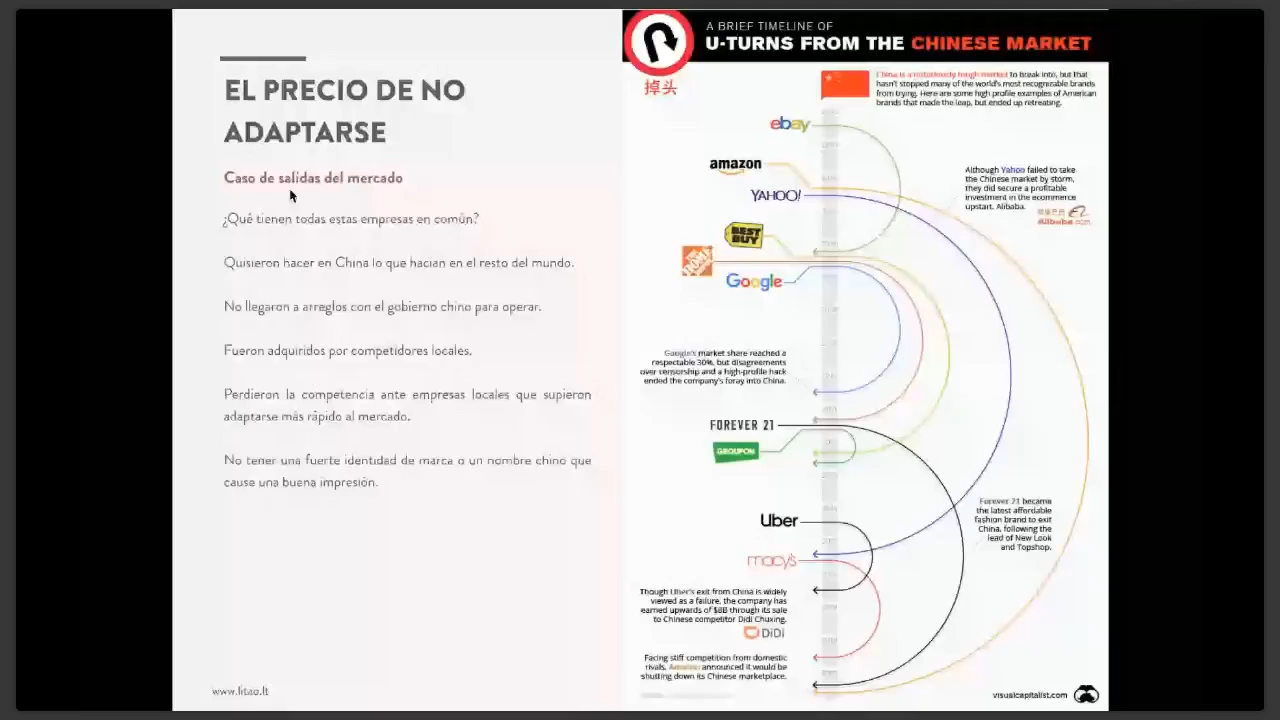 EL PRECIO DE NO
ADAPTARSE
Caso de salidas del mercado
¿Qué tienen todas estas empresas en común?
Quisieron hacer en China lo que hacían en el resto del mundo.
No llegaron a arreglos con el gobierno chino para operar.
Fueron adquiridos por competidores locales.
Perdieron la competencia ante empresas locales que supieron
adaptarse más rápido al mercado.
No tener una fuerte identidad de marca o un nombre chino que
cause una buena impresión.
www.litao.lt
A BRIEF TIMELINE OF
U-TURNS FROM THE CHINESE MARKET
掉头
China is a notoriously tough market to break into, but that
hasn't stopped many of the world's most recognizable brands
from trying. Here are some high profile examples of American
brands that made the leap, but ended up retreating.
ebay
amazon
YAHOO!
Although Yahoo failed to take
the Chinese market by storm,
they did secure a profitable
investment in the ecommerce
upstart, Alibaba.
Alibaba.com
BEST
BUY
Google
Google's market share reached a
respectable 30%, but disagreements
over censorship and a high-profile hack
ended the company's foray into China.
FOREVER 21
GROUPON
Forever 21 became
the latest affordable
fashion brand to exit
China, following the
lead of New Look
and Topshop.
Uber
macy's
Though Uber's exit from China is widely
viewed as a failure, the company has
earned upwards of $8B through its sale
to Chinese competitor Didi Chuxing.
DiDi
Facing stiff competition from domestic
rivals, Amazon announced it would be
shutting down its Chinese marketplace.
visualcapitalist.com